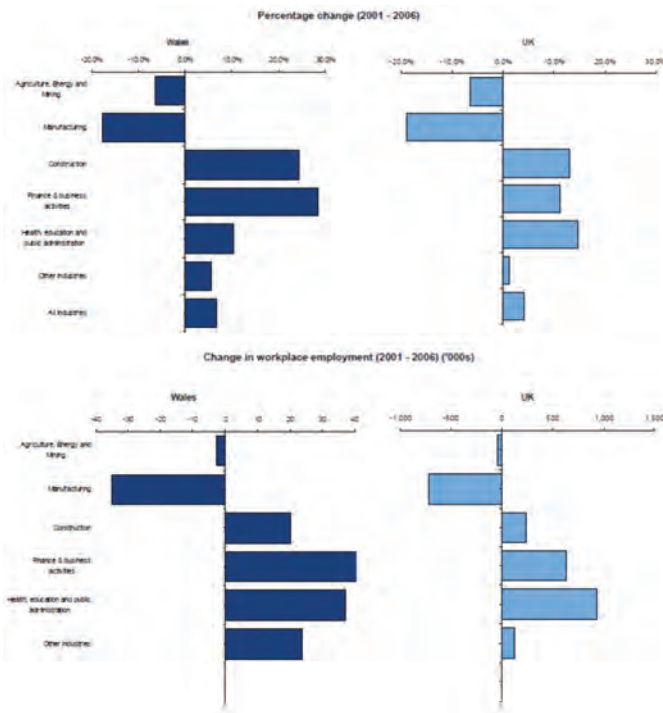 Percentage change (2001 - 2006)
Wales
UK
-20.0% -10.0% 0.0% 10.0% 20.0% 30.0%
-20.0% -10.0% 0.0% 10.0% 20.0% 30.0%
Agriculture, Energy and
Mining
Manufacturing
Construction
Finance & business
activities
Health, education and
public administration
Other industries
All industries
Change in workplace employment (2001 - 2006) ('000s)
Wales
UK
-40 -30 -20 -10 0 10 20 30 40
-1,000 -500 0 500 1,000 1,500
Agriculture, Energy and
Mining
Manufacturing
Construction
Finance & business
activities
Health, education and public
administration
Other industries